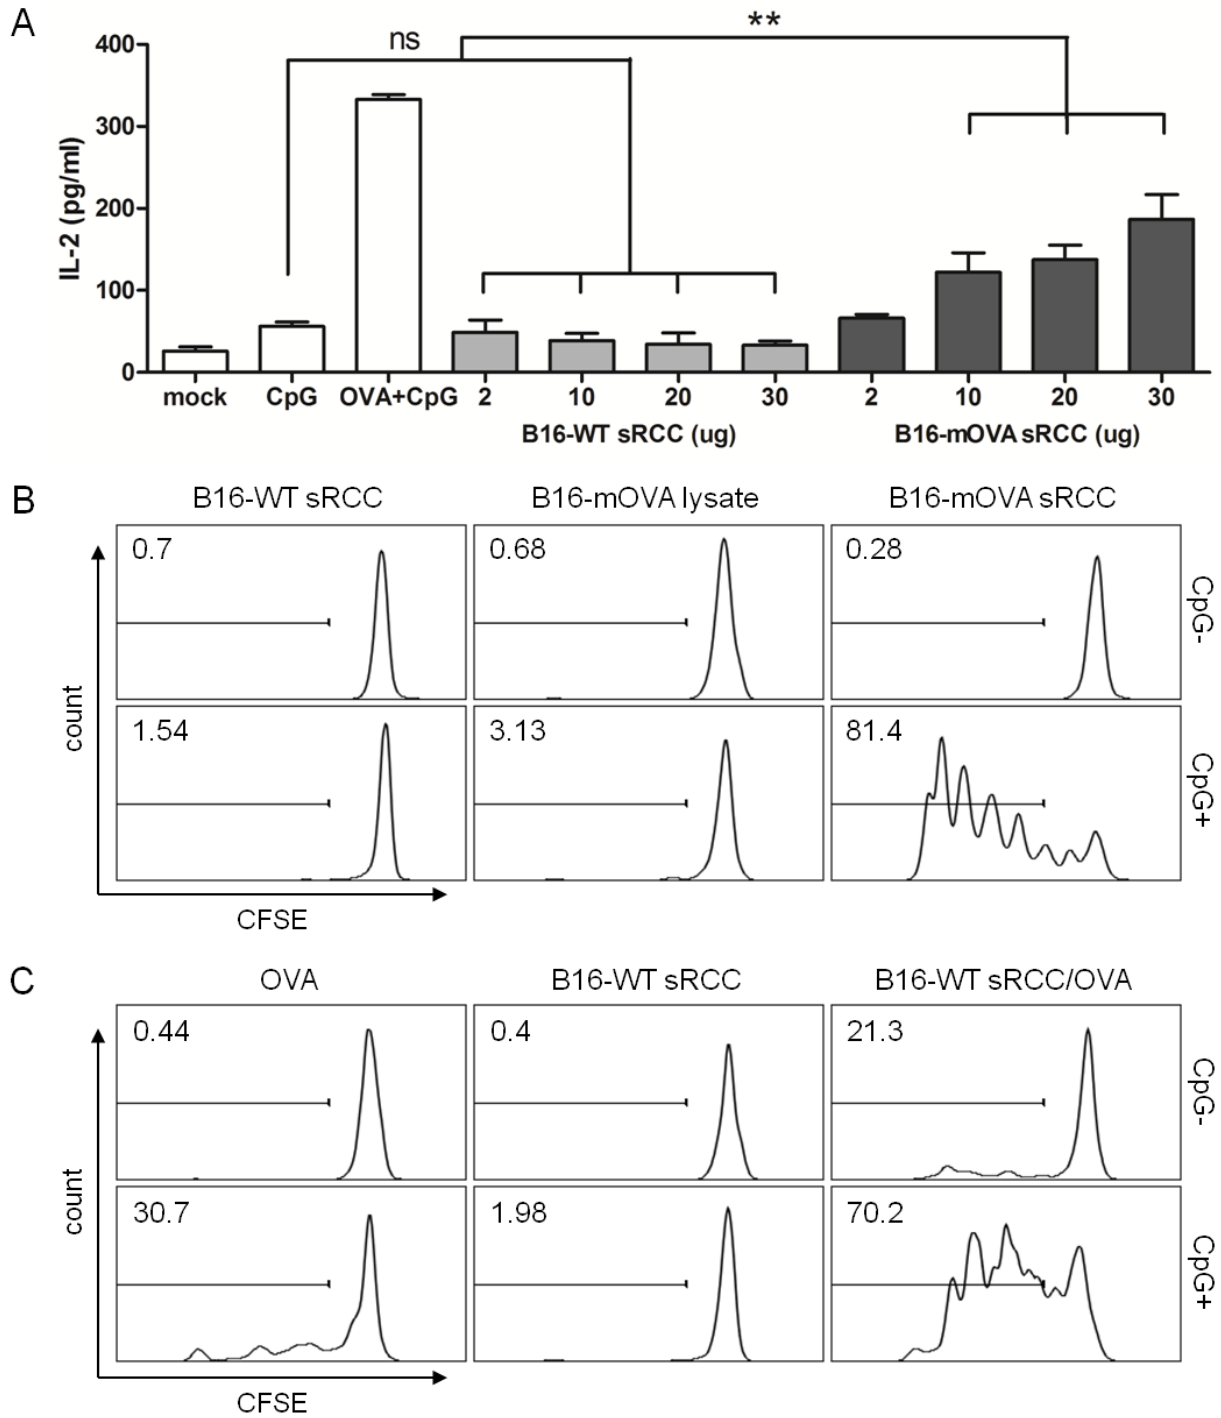 A
**
ns
400
300
200
100
0
IL-2 (pg/ml)
mock CpG OVA+CpG 2 10 20 30 2 10 20 30
B16-WT sRCC (ug) B16-mOVA sRCC (ug)
B
B16-WT sRCC B16-mOVA lysate B16-mOVA sRCC
0.7 0.68 0.28
CpG-
1.54 3.13 81.4
CpG+
count
CFSE
C
OVA B16-WT sRCC B16-WT sRCC/OVA
0.44 0.4 21.3
CpG-
30.7 1.98 70.2
CpG+
count
CFSE